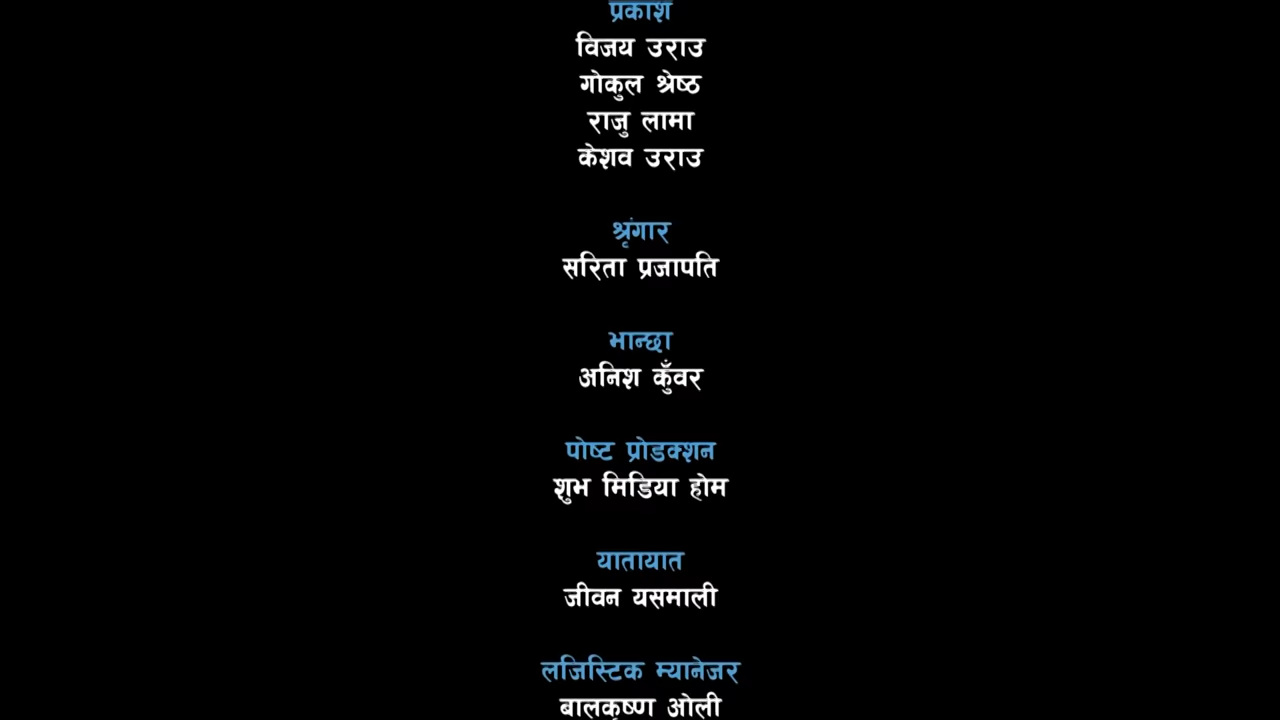 प्रकाश
विजय उराउ
गोकुल श्रेष्ठ
राजु लामा
केशव उराउ
श्रृंगार
सरिता प्रजापति
भान्छा
अनिश कुँवर
पोष्ट प्रोडक्शन
शुभ मिडिया होम
यातायात
जीवन यसमाली
लजिस्टिक म्यानेजर
बालकृष्ण ओली